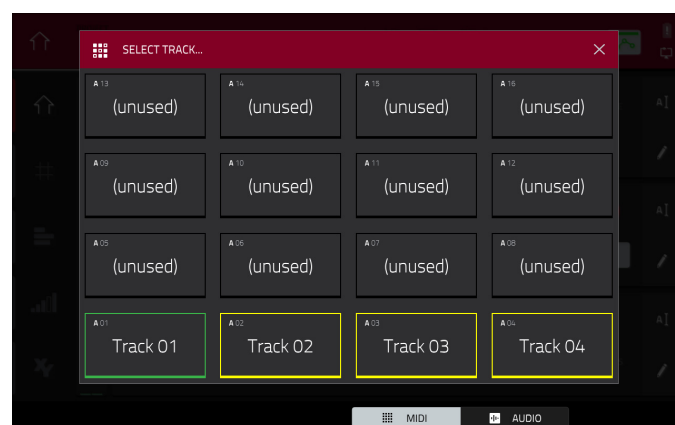 SELECT TRACK...
A 13 A 14 A 15 A 16
(unused) (unused) (unused) (unused)
A 09 A 10 A 11 A 12
(unused) (unused) (unused) (unused)
A 05 A 06 A 07 A 08
(unused) (unused) (unused) (unused)
A 01 A 02 A 03 A 04
Track 01 Track 02 Track 03 Track 04
MIDI AUDIO